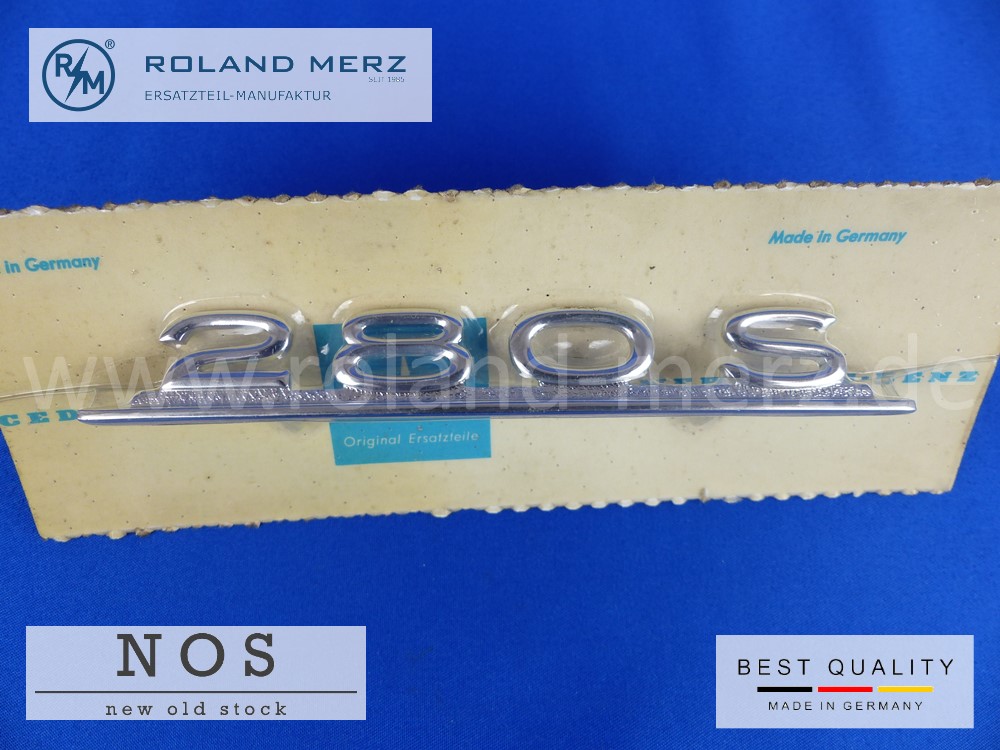 RM®
ROLAND MERZ
SEIT 1985
ERSATZTEIL-MANUFAKTUR
Made in Germany
in Germany
280 S
www.roland-merz.de
Original Ersatzteile
NOS
new old stock
BEST QUALITY
MADE IN GERMANY